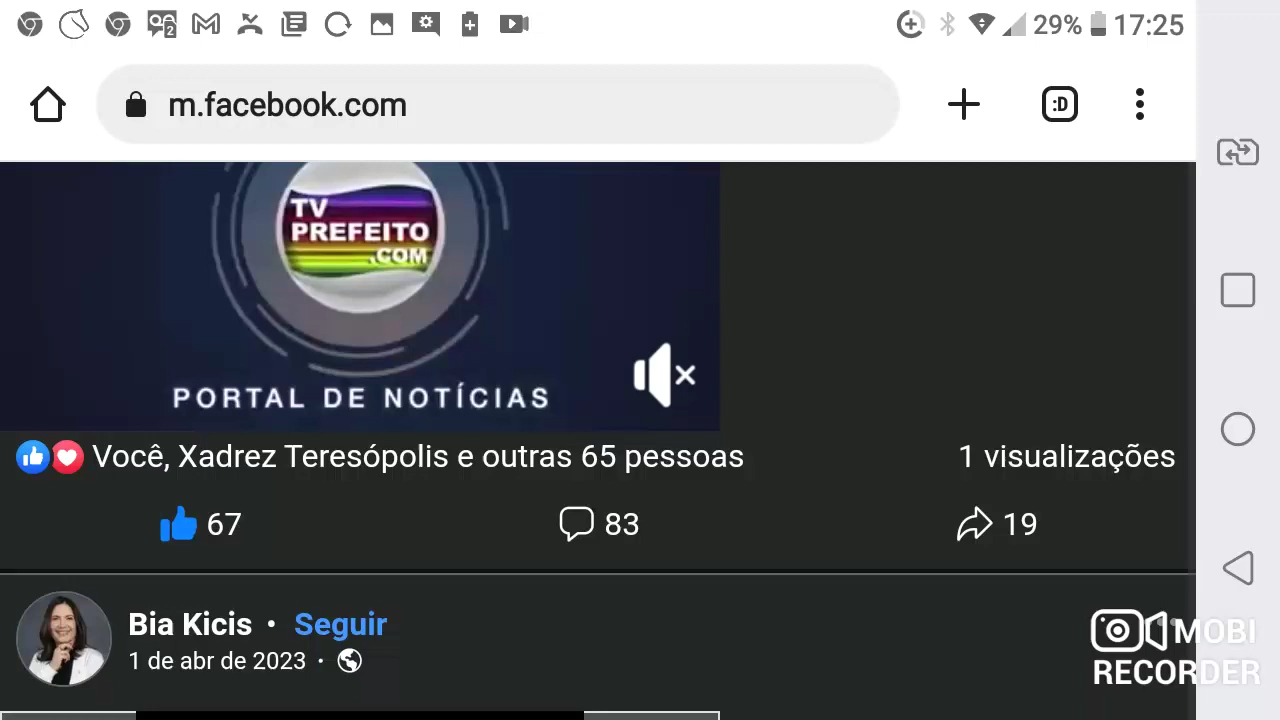 29% 17:25
m.facebook.com
:D
TV
PREFEITO
.COM
PORTAL DE NOTÍCIAS
Você, Xadrez Teresópolis e outras 65 pessoas
1 visualizações
67
83
19
Bia Kicis • Seguir
1 de abr de 2023 ·
MOBI
RECORDER